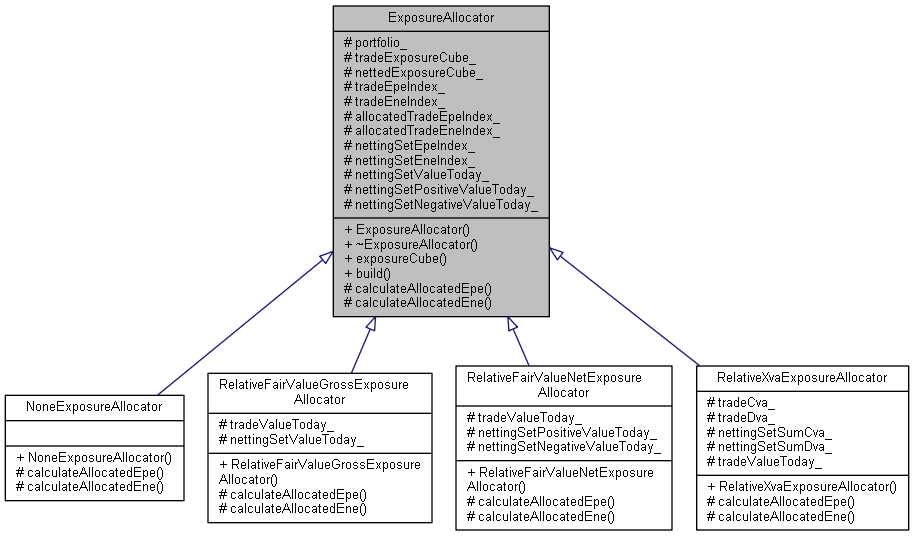 ExposureAllocator
# portfolio_
# tradeExposureCube_
# nettedExposureCube_
# tradeEpeIndex_
# tradeEneIndex_
# allocatedTradeEpeIndex_
# allocatedTradeEneIndex_
# nettingSetEpeIndex_
# nettingSetEneIndex_
# nettingSetValueToday_
# nettingSetPositiveValueToday_
# nettingSetNegativeValueToday_
+ ExposureAllocator()
+ ~ExposureAllocator()
+ exposureCube()
+ build()
# calculateAllocatedEpe()
# calculateAllocatedEne()
NoneExposureAllocator
+ NoneExposureAllocator()
# calculateAllocatedEpe()
# calculateAllocatedEne()
RelativeFairValueGrossExposure
Allocator
# tradeValueToday_
# nettingSetValueToday_
+ RelativeFairValueGrossExposure
Allocator()
# calculateAllocatedEpe()
# calculateAllocatedEne()
RelativeFairValueNetExposure
Allocator
# tradeValueToday_
# nettingSetPositiveValueToday_
# nettingSetNegativeValueToday_
+ RelativeFairValueNetExposure
Allocator()
# calculateAllocatedEpe()
# calculateAllocatedEne()
RelativeXvaExposureAllocator
# tradeCva_
# tradeDva_
# nettingSetSumCva_
# nettingSetSumDva_
# tradeValueToday_
+ RelativeXvaExposureAllocator()
# calculateAllocatedEpe()
# calculateAllocatedEne()